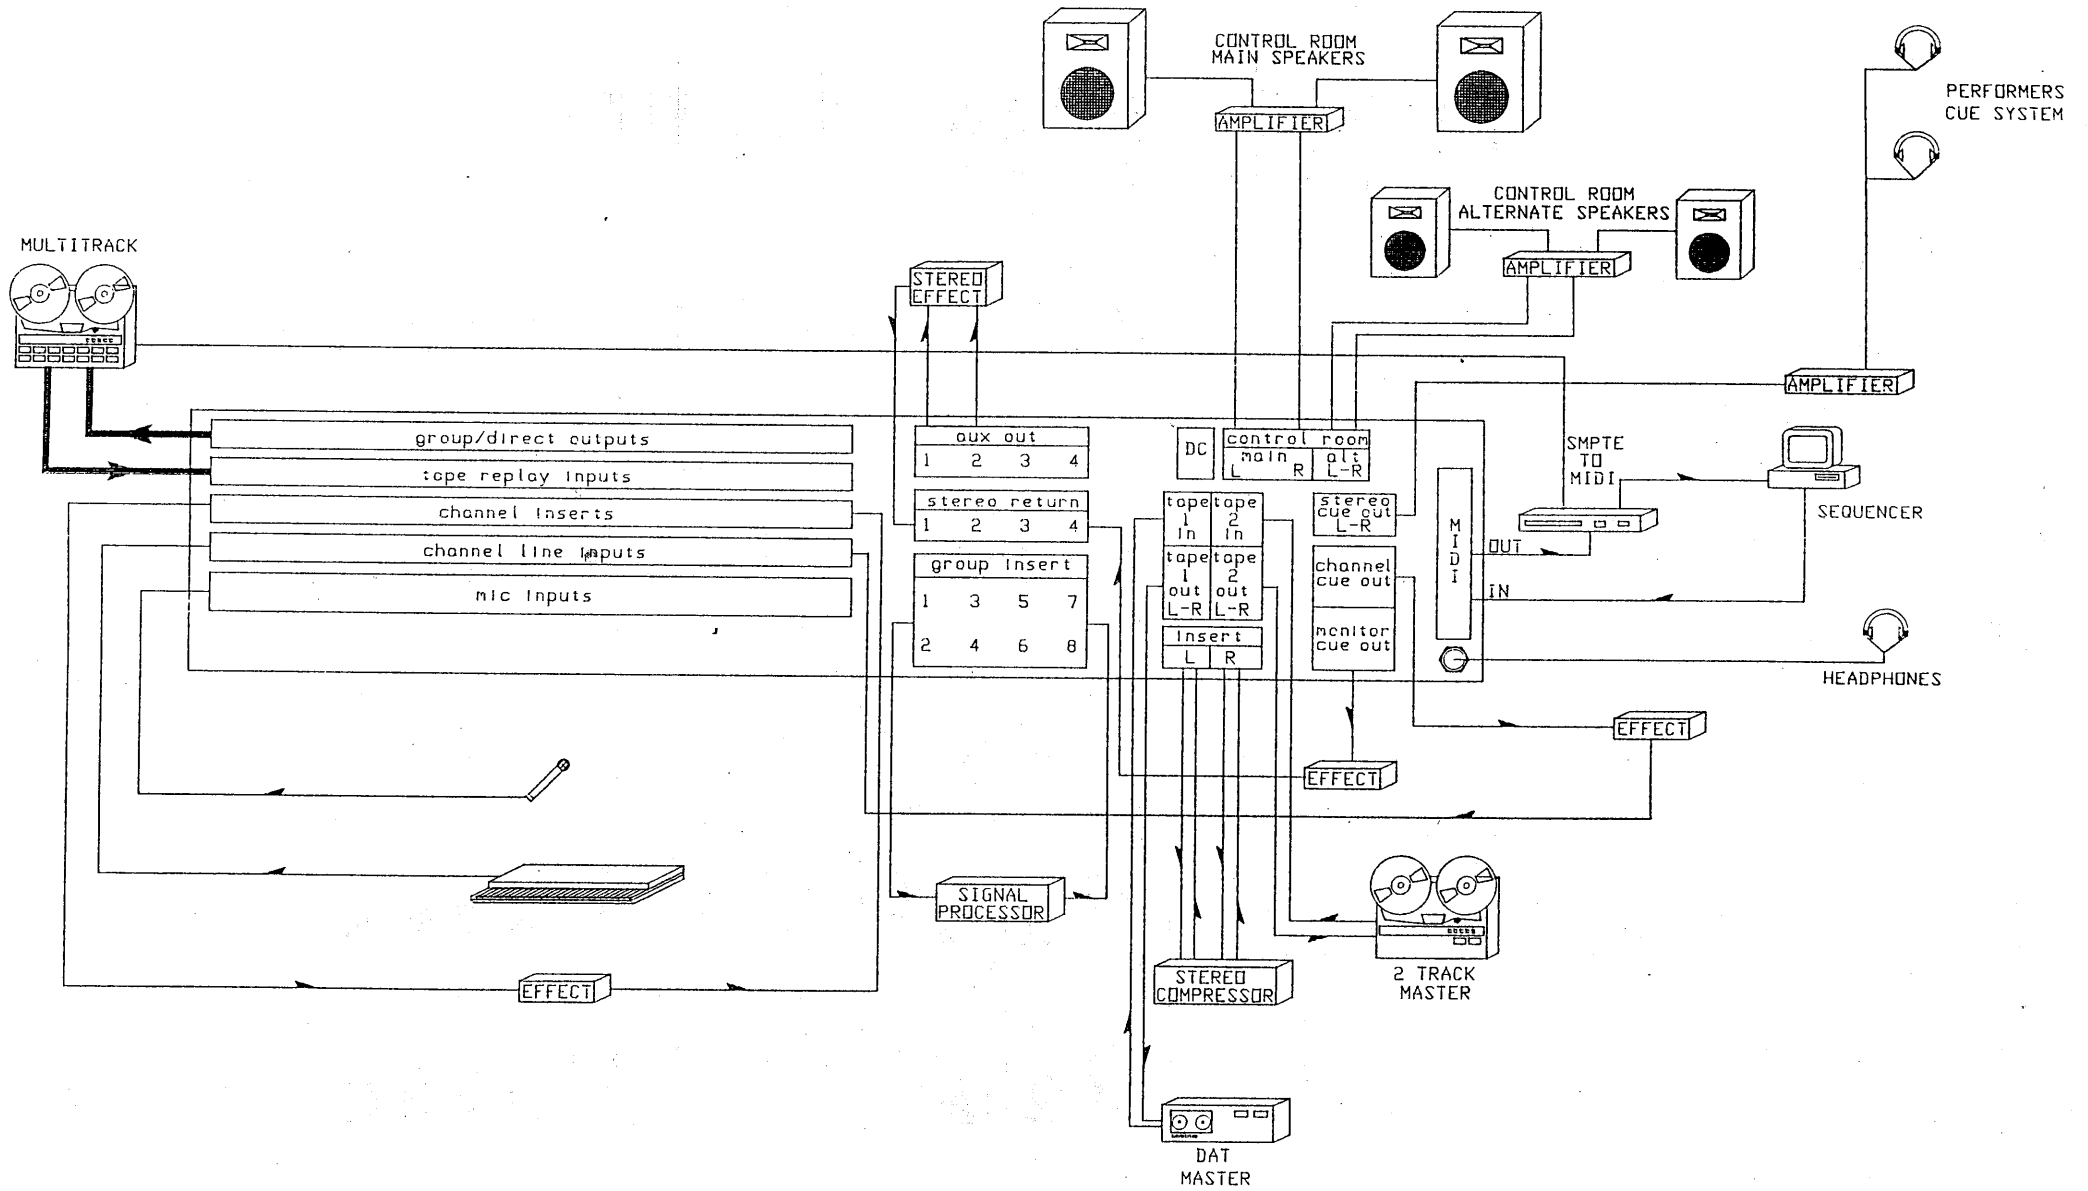 CONTROL ROOM
MAIN SPEAKERS
AMPLIFIER
PERFORMERS
CUE SYSTEM
CONTROL ROOM
ALTERNATE SPEAKERS
AMPLIFIER
MULTITRACK
STEREO
EFFECT
AMPLIFIER
group/direct outputs
tape replay inputs
channel inserts
channel line inputs
mic inputs
aux out
1 2 3 4
stereo return
1 2 3 4
group insert
1 3 5 7
2 4 6 8
DC
control room
main
L R
alt
L-R
tape
1
in
tape
2
in
tape
1
out
L-R
tape
2
out
L-R
insert
L R
stereo
cue out
L-R
channel
cue out
monitor
cue out
MIDI
OUT
IN
SMPTE
TO
MIDI
SEQUENCER
HEADPHONES
EFFECT
EFFECT
SIGNAL
PROCESSOR
EFFECT
STEREO
COMPRESSOR
2 TRACK
MASTER
DAT
MASTER